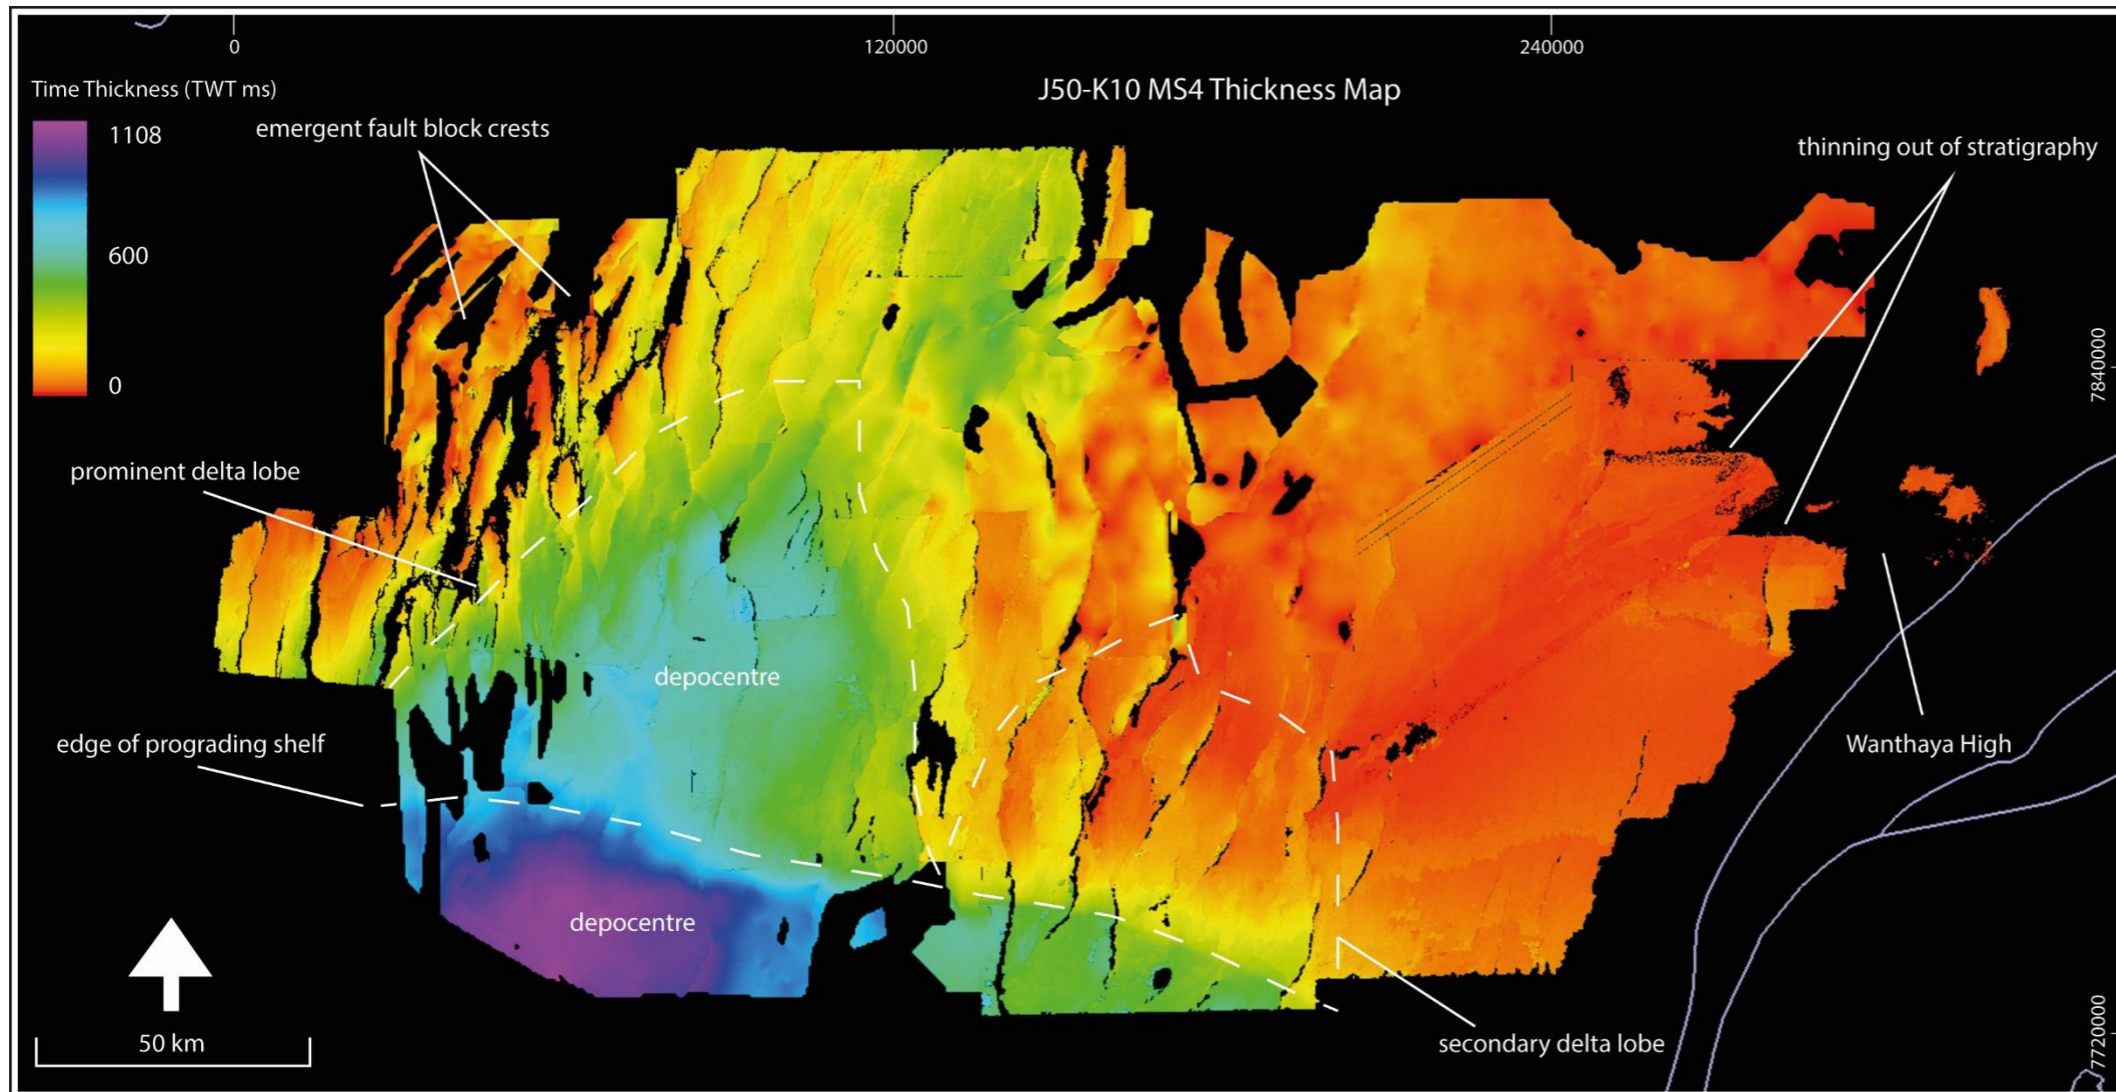 0
120000
240000
J50-K10 MS4 Thickness Map
Time Thickness (TWT ms)
1108
600
0
emergent fault block crests
thinning out of stratigraphy
7840000
prominent delta lobe
depocentre
edge of prograding shelf
Wanthaya High
depocentre
50 km
secondary delta lobe
7720000